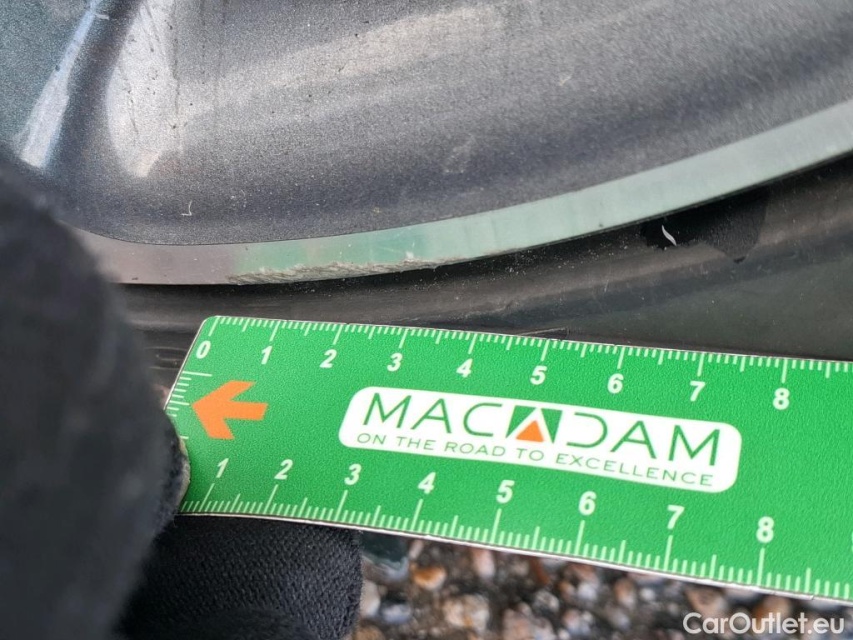 0 1 2 3 4 5 6 7 8
MACADAM
ON THE ROAD TO EXCELLENCE
1 2 3 4 5 6 7 8
CarOutlet.eu